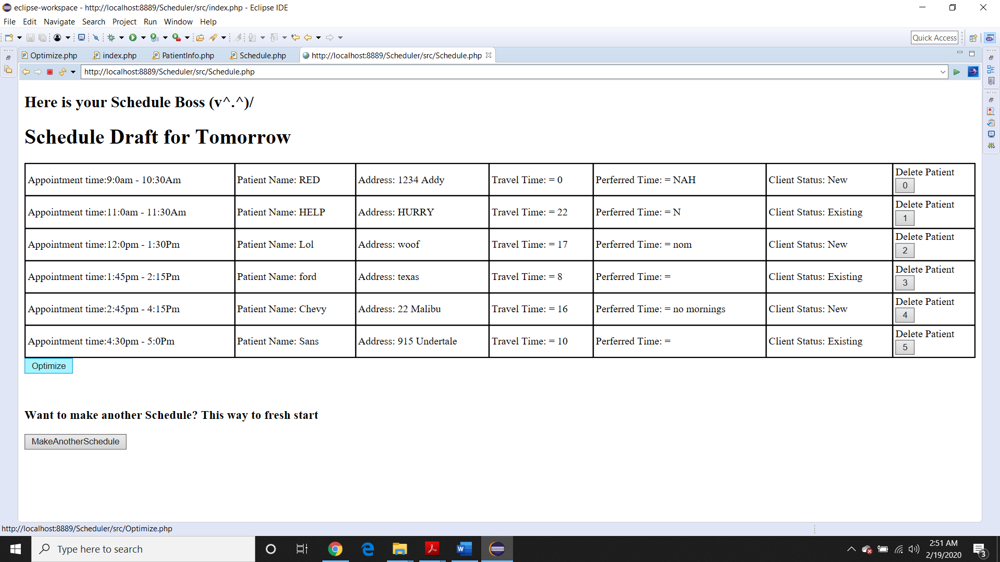 eclipse-workspace - http://localhost:8889/Scheduler/src/index.php - Eclipse IDE
File Edit Navigate Search Project Run Window Help
Quick Access
Optimize.php index.php PatientInfo.php Schedule.php http://localhost:8889/Scheduler/src/Schedule.php
http://localhost:8889/Scheduler/src/Schedule.php
Here is your Schedule Boss (v^.^)/
Schedule Draft for Tomorrow
Appointment time:9:0am - 10:30Am Patient Name: RED Address: 1234 Addy Travel Time: = 0 Perferred Time: = NAH Client Status: New Delete Patient 0
Appointment time:11:0am - 11:30Am Patient Name: HELP Address: HURRY Travel Time: = 22 Perferred Time: = N Client Status: Existing Delete Patient 1
Appointment time:12:0pm - 1:30Pm Patient Name: Lol Address: woof Travel Time: = 17 Perferred Time: = nom Client Status: New Delete Patient 2
Appointment time:1:45pm - 2:15Pm Patient Name: ford Address: texas Travel Time: = 8 Perferred Time: = Client Status: Existing Delete Patient 3
Appointment time:2:45pm - 4:15Pm Patient Name: Chevy Address: 22 Malibu Travel Time: = 16 Perferred Time: = no mornings Client Status: New Delete Patient 4
Appointment time:4:30pm - 5:0Pm Patient Name: Sans Address: 915 Undertale Travel Time: = 10 Perferred Time: = Client Status: Existing Delete Patient 5
Optimize
Want to make another Schedule? This way to fresh start
MakeAnotherSchedule
http://localhost:8889/Scheduler/src/Optimize.php
Type here to search
2:51 AM
2/19/2020
3